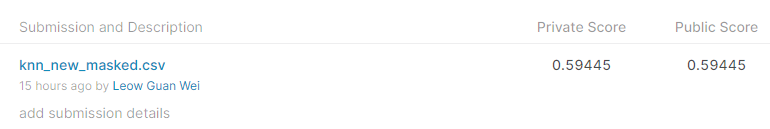 Submission and Description Private Score Public Score
knn_new_masked.csv 0.59445 0.59445
15 hours ago by Leow Guan Wei
add submission details